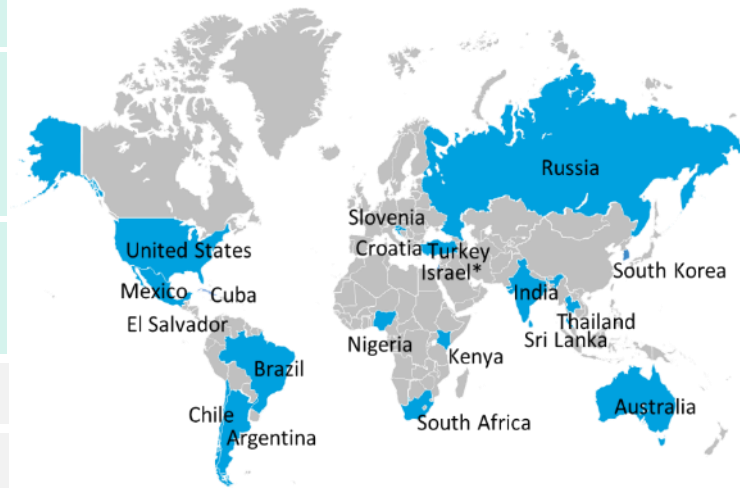 Russia
Slovenia
United States
Croatia
Turkey
Israel*
South Korea
Mexico
Cuba
India
El Salvador
Thailand
Sri Lanka
Nigeria
Kenya
Brazil
Chile
Australia
South Africa
Argentina